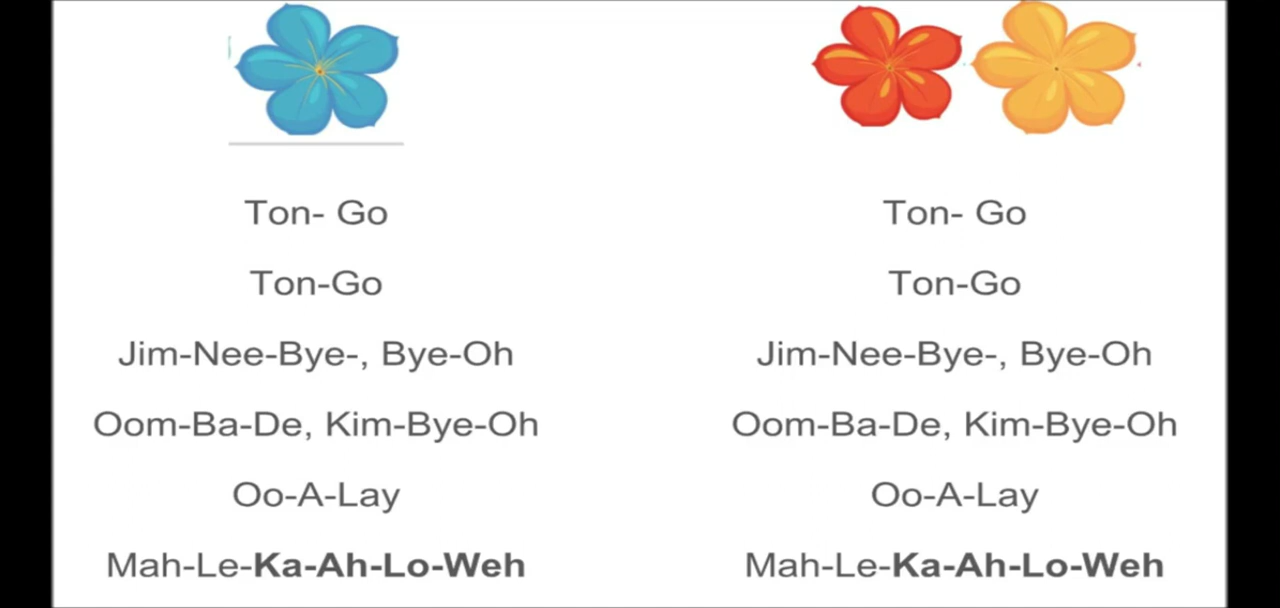 Ton- Go
Ton-Go
Jim-Nee-Bye-, Bye-Oh
Oom-Ba-De, Kim-Bye-Oh
Oo-A-Lay
Mah-Le-Ka-Ah-Lo-Weh
Ton- Go
Ton-Go
Jim-Nee-Bye-, Bye-Oh
Oom-Ba-De, Kim-Bye-Oh
Oo-A-Lay
Mah-Le-Ka-Ah-Lo-Weh